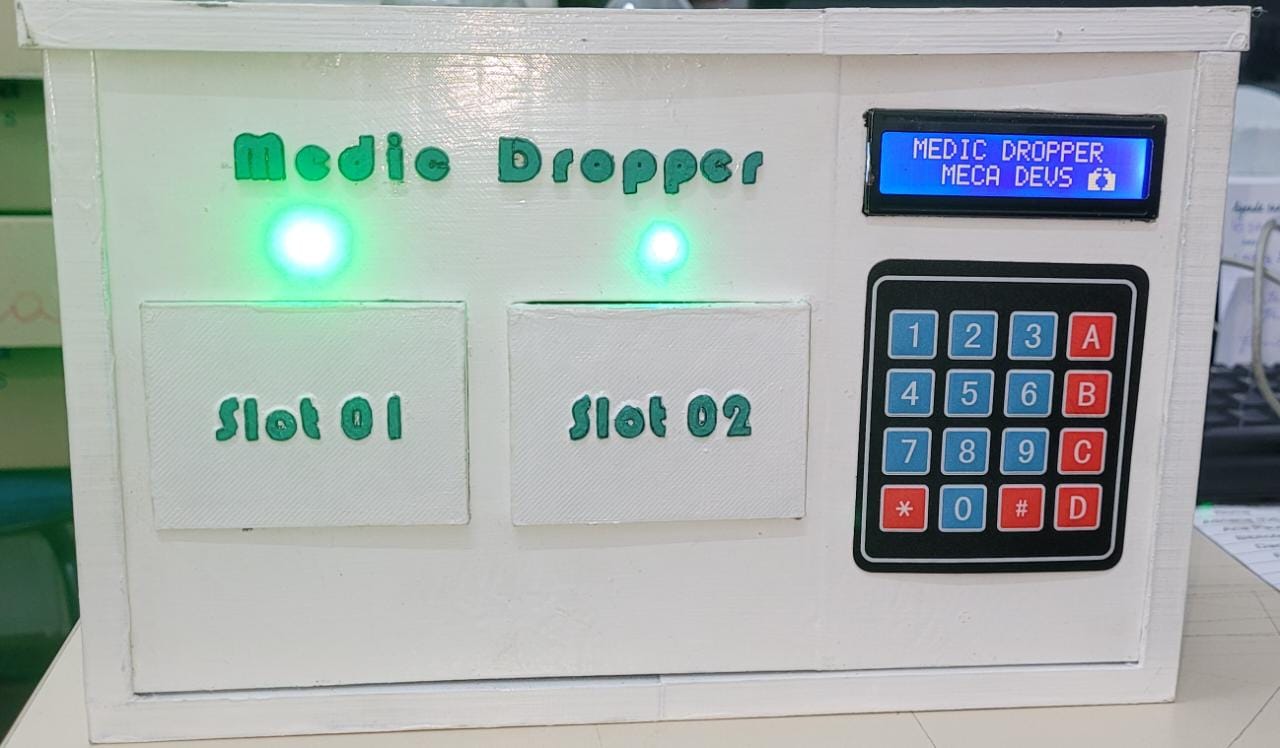 Medic Dropper
MEDIC DROPPER
MECA DEVS
Slot 01
Slot 02
1 2 3 A
4 5 6 B
7 8 9 C
* 0 # D